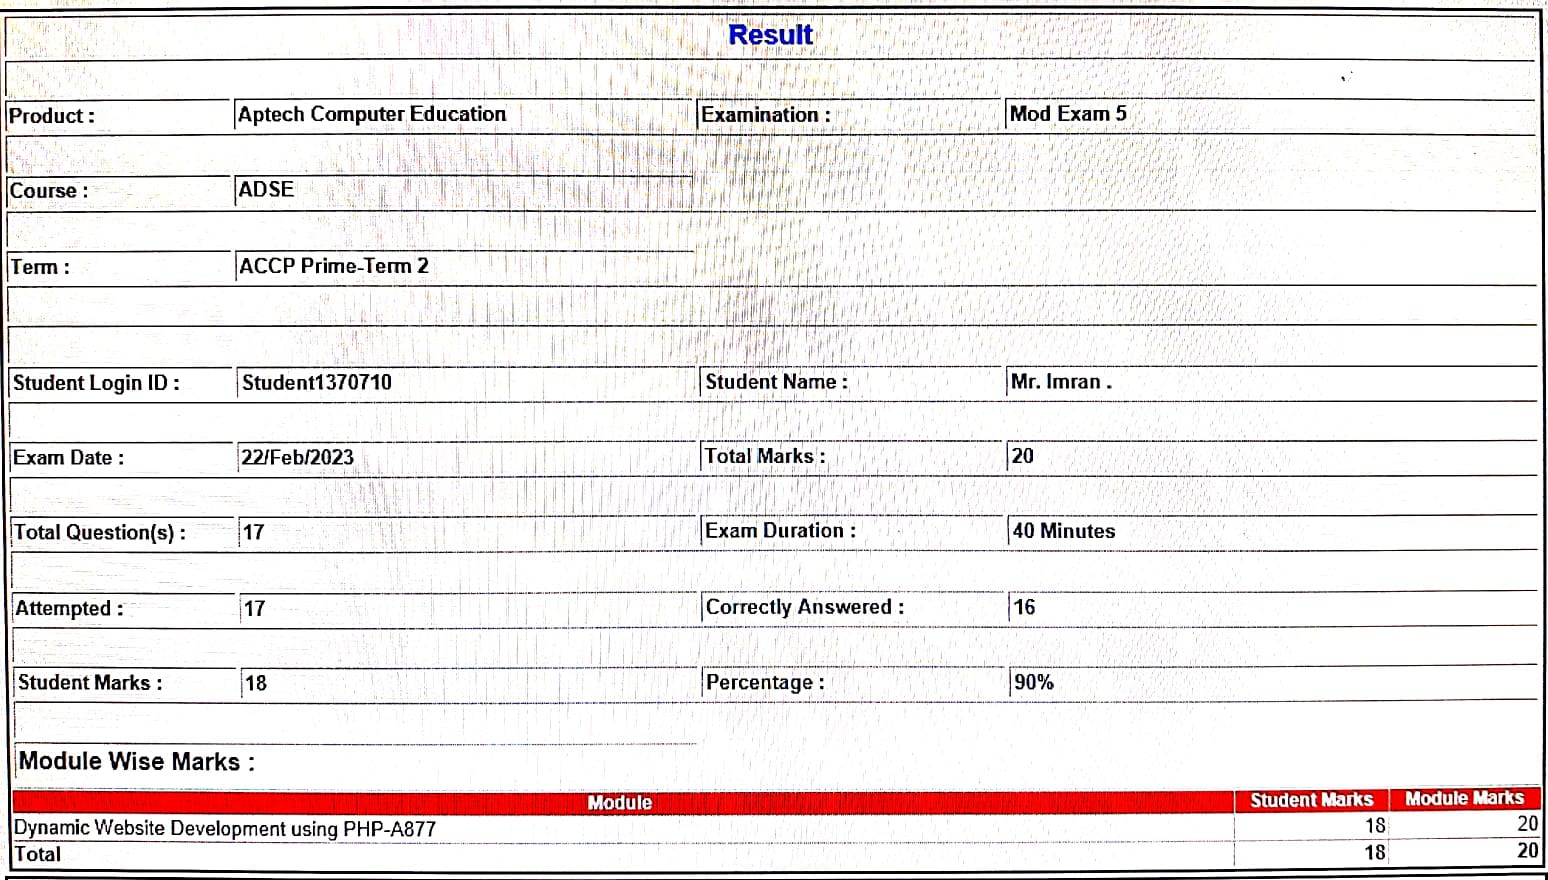 Result
Product : Aptech Computer Education Examination : Mod Exam 5
Course : ADSE
Term : ACCP Prime-Term 2
Student Login ID : Student1370710 Student Name : Mr. Imran .
Exam Date : 22/Feb/2023 Total Marks : 20
Total Question(s) : 17 Exam Duration : 40 Minutes
Attempted : 17 Correctly Answered : 16
Student Marks : 18 Percentage : 90%
Module Wise Marks :
Module Student Marks Module Marks
Dynamic Website Development using PHP-A877 18 20
Total 18 20